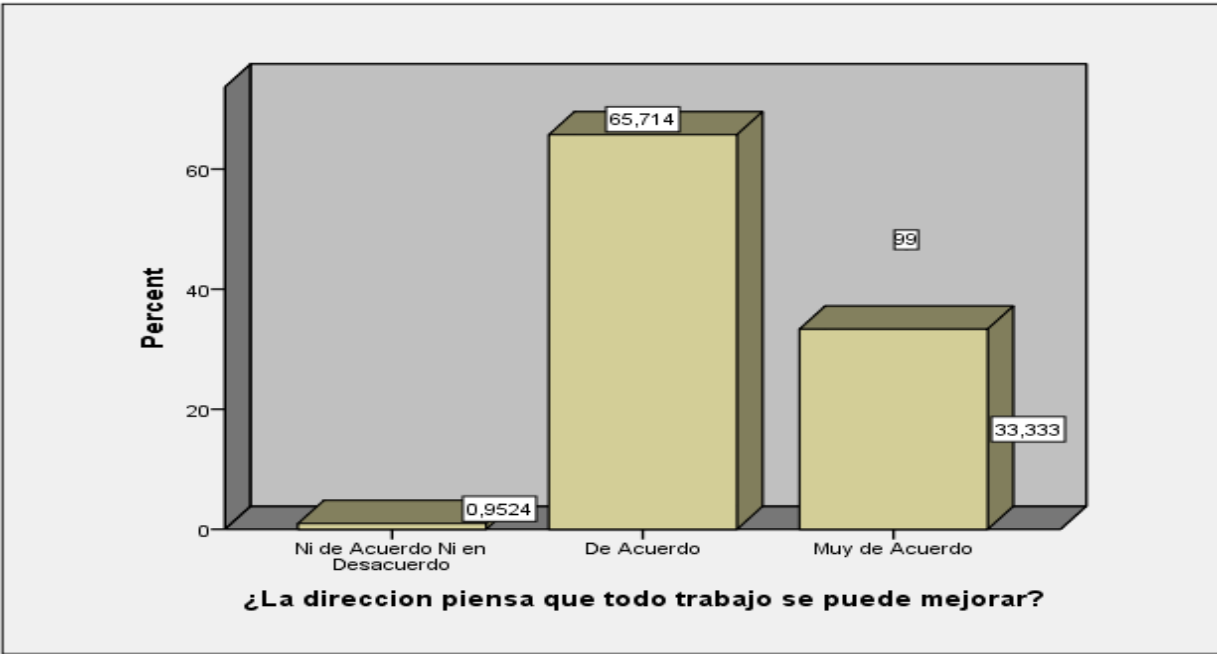 65,714
60
99
40
Percent
20
33,333
0,9524
0
Ni de Acuerdo Ni en
Desacuerdo
De Acuerdo
Muy de Acuerdo
¿La direccion piensa que todo trabajo se puede mejorar?